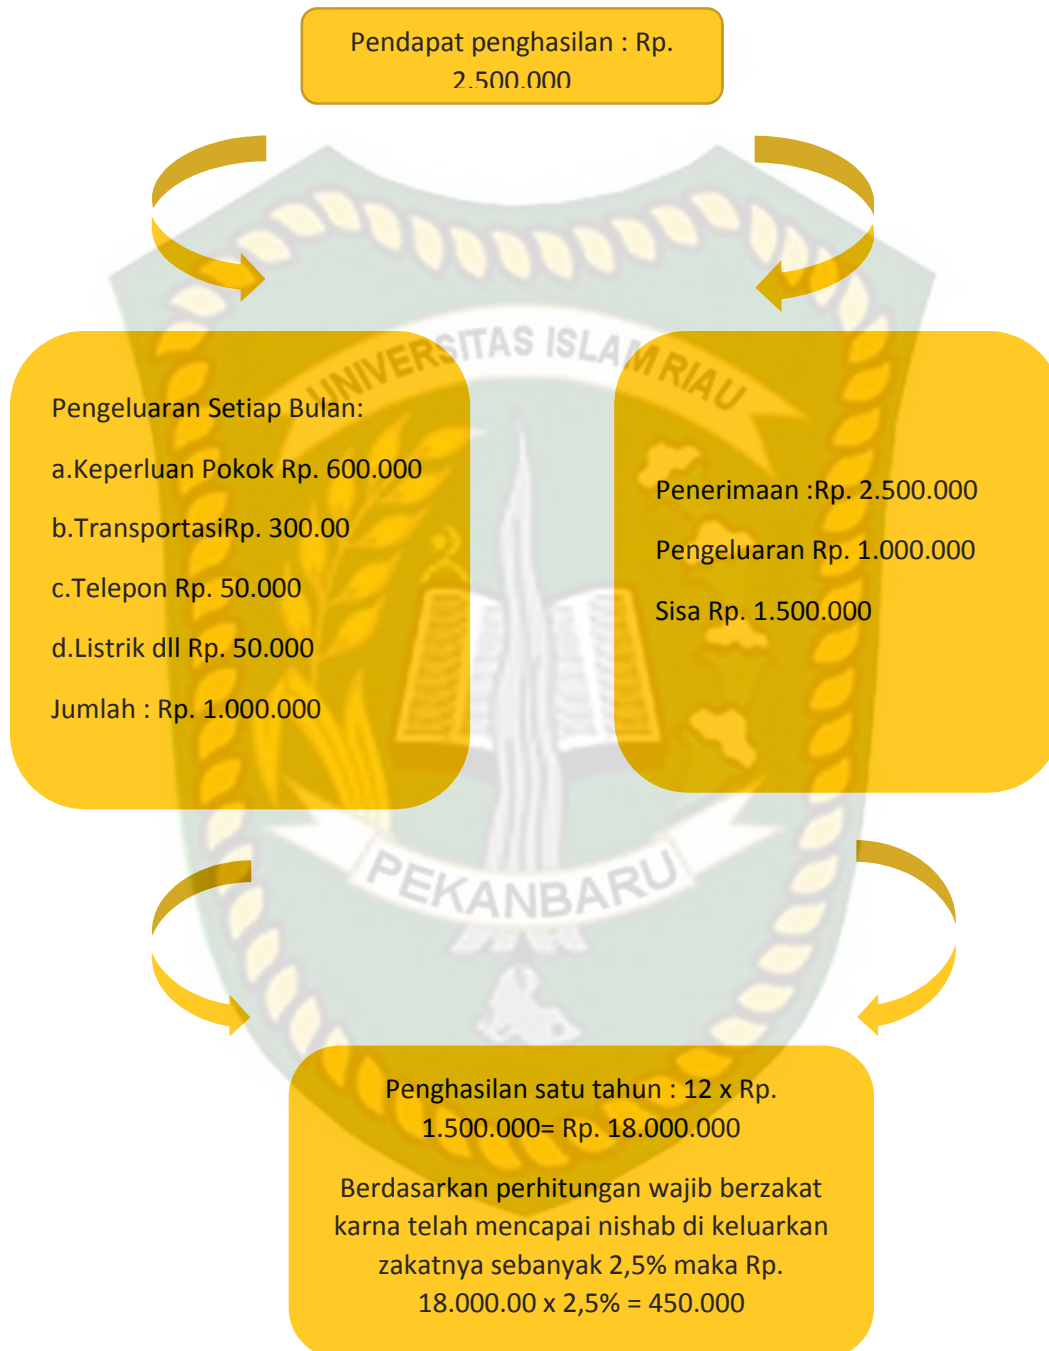 Pendapat penghasilan : Rp.
2.500.000
UNIVERSITAS ISLAM RIAU
Pengeluaran Setiap Bulan:
a.Keperluan Pokok Rp. 600.000
b.TransportasiRp. 300.00
c.Telepon Rp. 50.000
d.Listrik dll Rp. 50.000
Jumlah : Rp. 1.000.000
Penerimaan :Rp. 2.500.000
Pengeluaran Rp. 1.000.000
Sisa Rp. 1.500.000
PEKANBARU
Penghasilan satu tahun : 12 x Rp.
1.500.000= Rp. 18.000.000
Berdasarkan perhitungan wajib berzakat
karna telah mencapai nishab di keluarkan
zakatnya sebanyak 2,5% maka Rp.
18.000.00 x 2,5% = 450.000